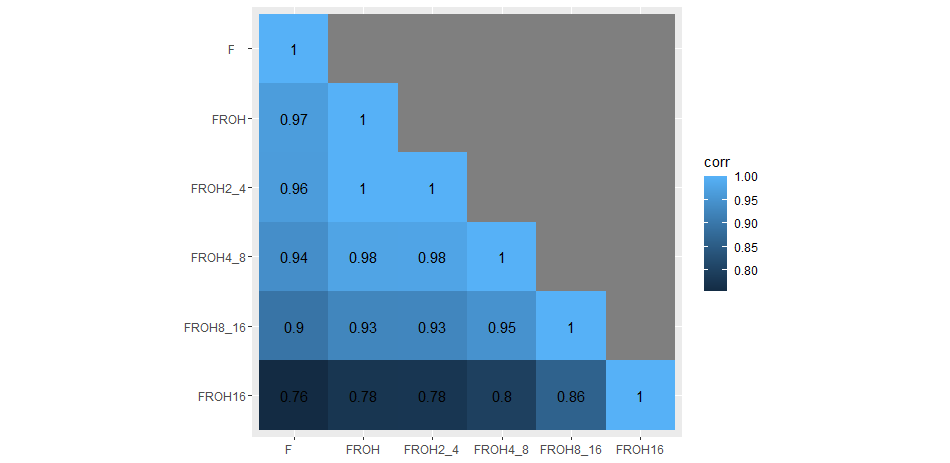 F 1
FROH 0.97 1
FROH2_4 0.96 1 1
FROH4_8 0.94 0.98 0.98 1
FROH8_16 0.9 0.93 0.93 0.95 1
FROH16 0.76 0.78 0.78 0.8 0.86 1
F FROH FROH2_4 FROH4_8 FROH8_16 FROH16
corr
1.00
0.95
0.90
0.85
0.80